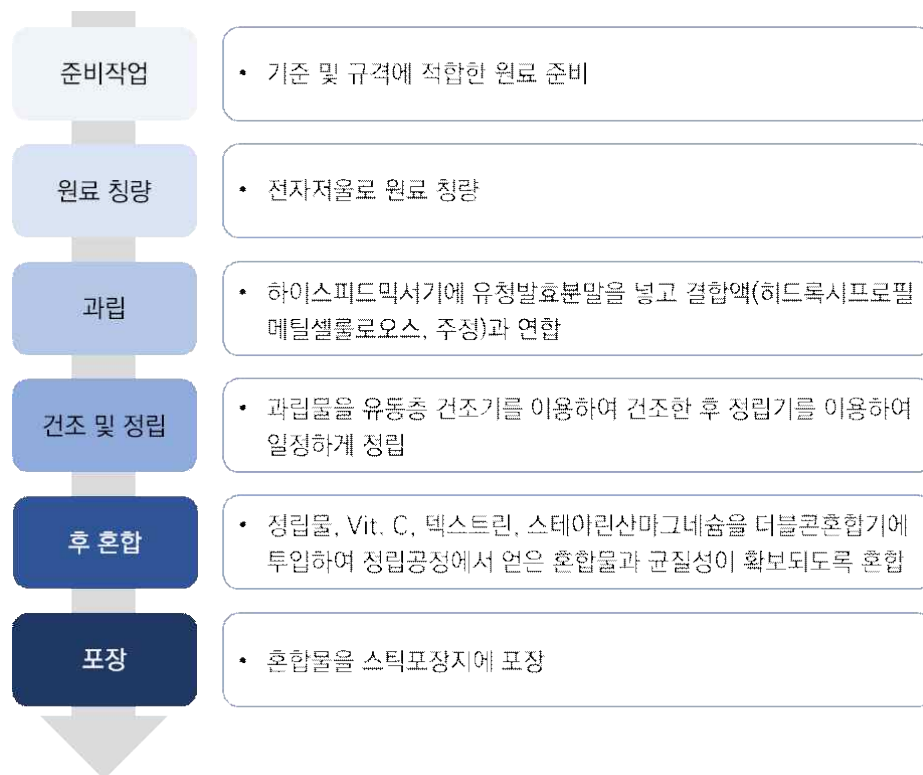 준비작업
• 기준 및 규격에 적합한 원료 준비
원료 칭량
• 전자저울로 원료 칭량
과립
• 하이스피드믹서기에 유청발효분말을 넣고 결합액(히드록시프로필
메틸셀룰로오스, 주정)과 연합
건조 및 정립
• 과립물을 유동층 건조기를 이용하여 건조한 후 정립기를 이용하여
일정하게 정립
후 혼합
• 정립물, Vit. C, 덱스트린, 스테아린산마그네슘을 더블콘혼합기에
투입하여 정립공정에서 얻은 혼합물과 균질성이 확보되도록 혼합
포장
• 혼합물을 스틱포장지에 포장